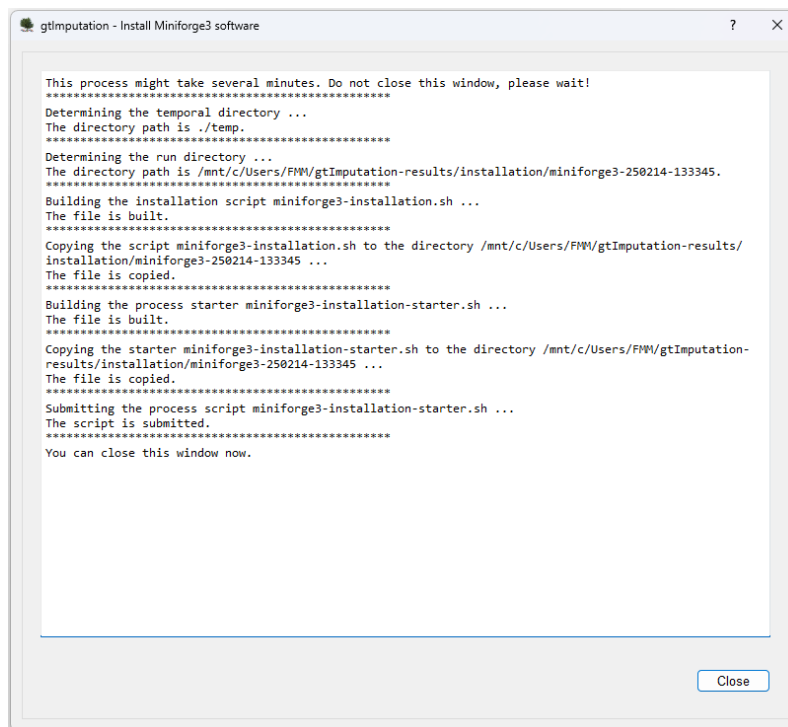 gtImputation - Install Miniforge3 software
?
This process might take several minutes. Do not close this window, please wait!
**************************************************
Determining the temporal directory ...
The directory path is ./temp.
**************************************************
Determining the run directory ...
The directory path is /mnt/c/Users/FMM/gtImputation-results/installation/miniforge3-250214-133345.
**************************************************
Building the installation script miniforge3-installation.sh ...
The file is built.
**************************************************
Copying the script miniforge3-installation.sh to the directory /mnt/c/Users/FMM/gtImputation-results/
installation/miniforge3-250214-133345 ...
The file is copied.
**************************************************
Building the process starter miniforge3-installation-starter.sh ...
The file is built.
**************************************************
Copying the starter miniforge3-installation-starter.sh to the directory /mnt/c/Users/FMM/gtImputation-
results/installation/miniforge3-250214-133345 ...
The file is copied.
**************************************************
Submitting the process script miniforge3-installation-starter.sh ...
The script is submitted.
**************************************************
You can close this window now.
Close